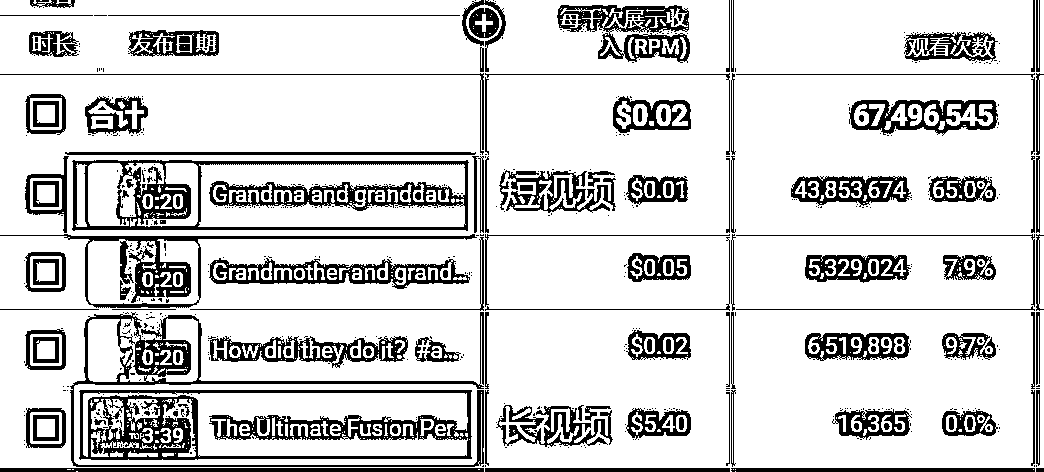 每千次展示收
时长 发布日期 入 (RPM) 观看次数
合计 $0.02 67,496,545
0:20 Grandma and granddau... 短视频 $0.01 43,853,674 65.0%
0:20 Grandmother and grand... $0.05 5,329,024 7.9%
0:20 How did they do it? #a... $0.02 6,519,898 9.7%
3:39 The Ultimate Fusion Per... 长视频 $5.40 16,365 0.0%